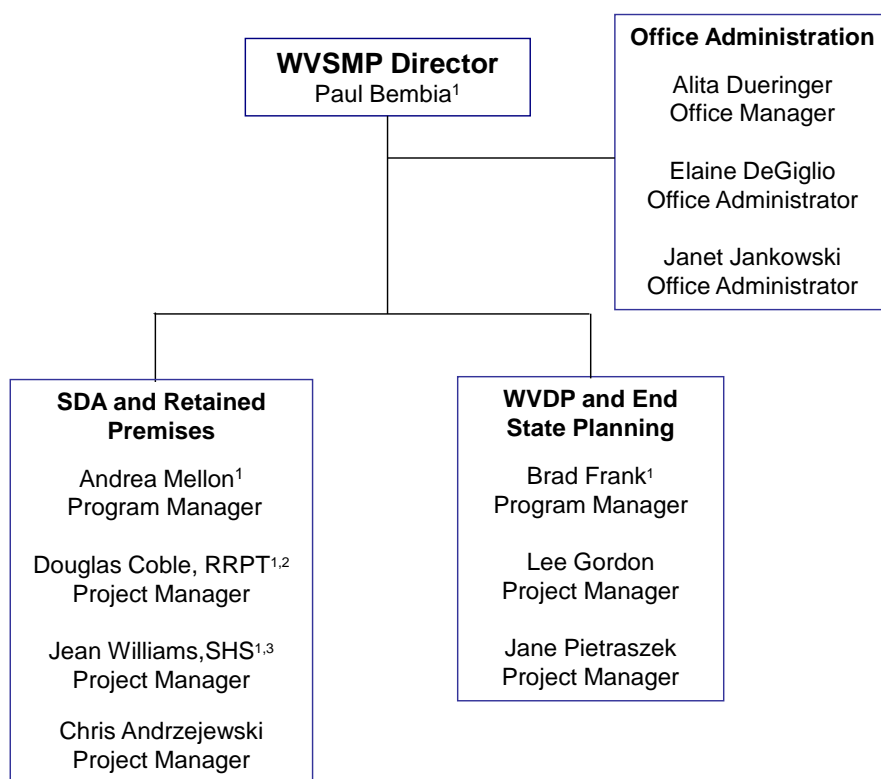 WVSMP Director
Paul Bembia¹
Office Administration
Alita Dueringer
Office Manager
Elaine DeGiglio
Office Administrator
Janet Jankowski
Office Administrator
SDA and Retained
Premises
Andrea Mellon¹
Program Manager
Douglas Coble, RRPT¹,²
Project Manager
Jean Williams,SHS¹,³
Project Manager
Chris Andrzejewski
Project Manager
WVDP and End
State Planning
Brad Frank¹
Program Manager
Lee Gordon
Project Manager
Jane Pietraszek
Project Manager